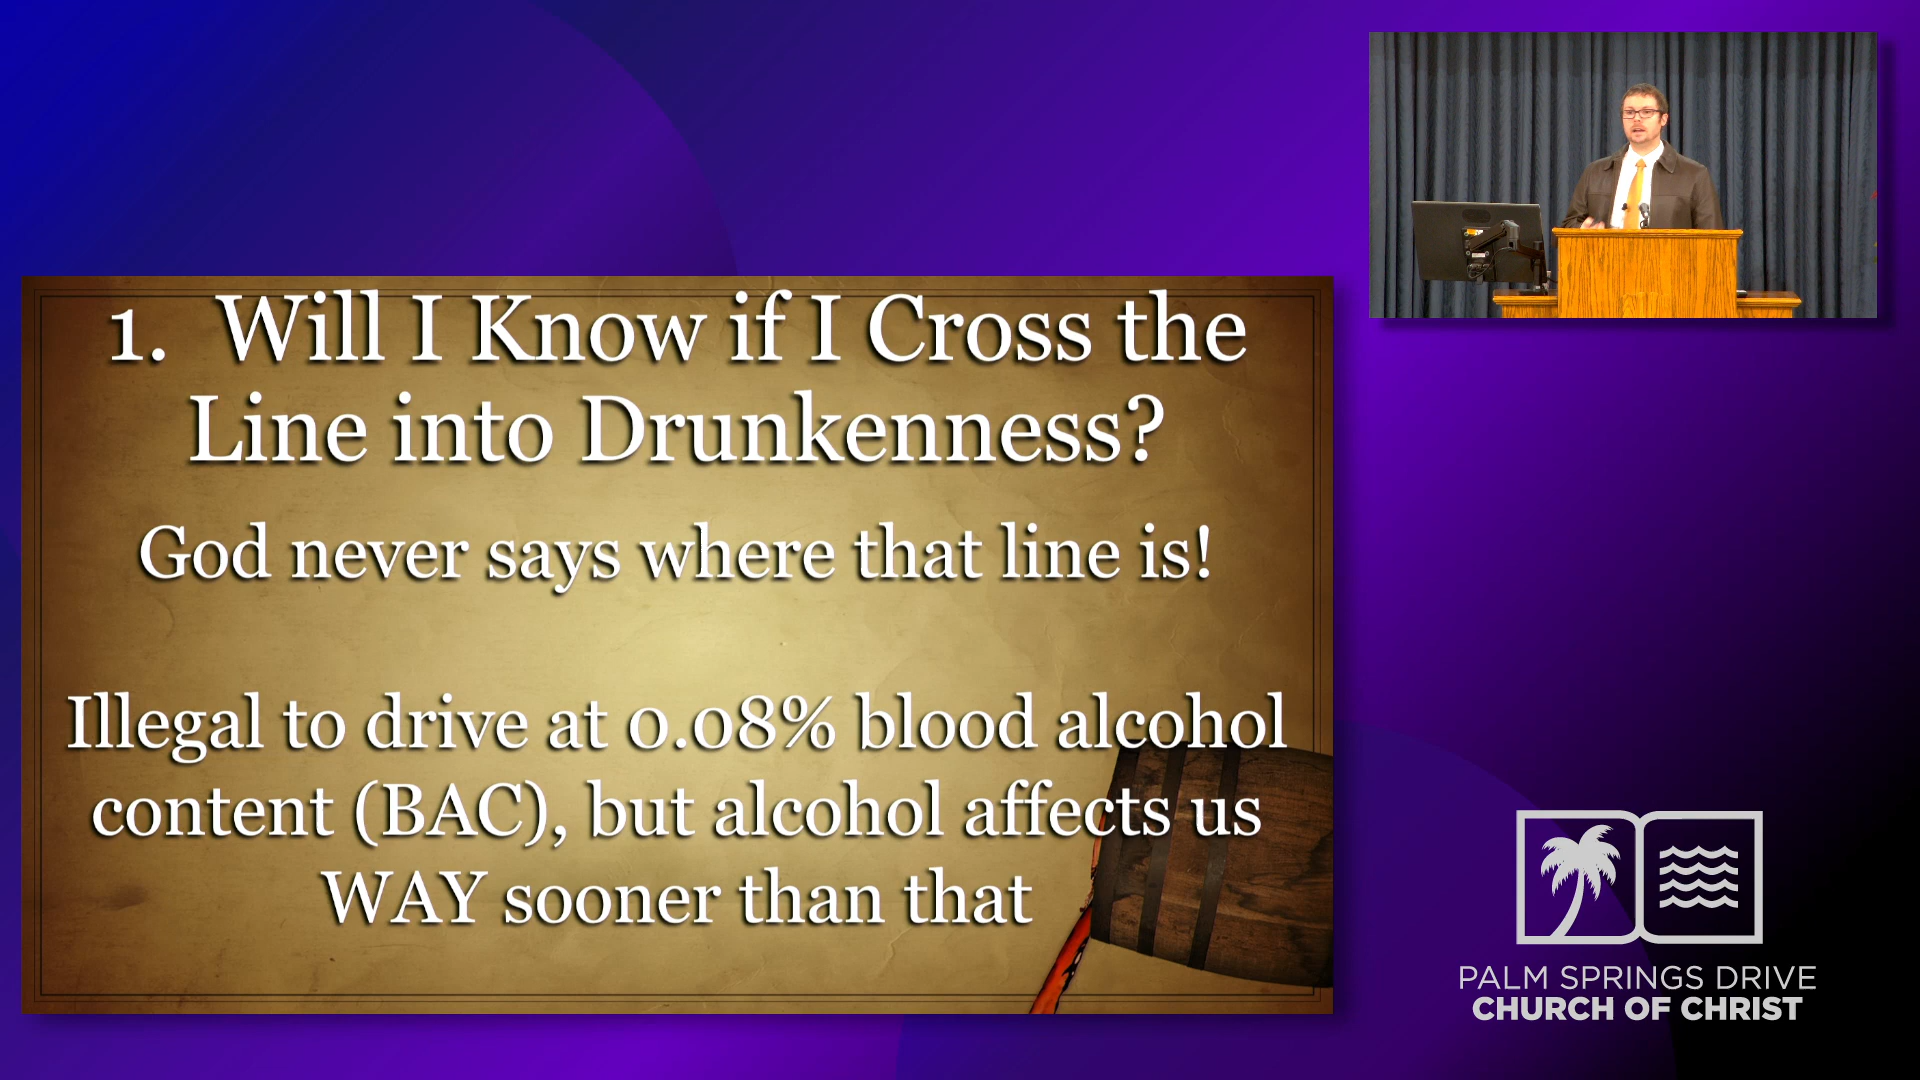 1. Will I Know if I Cross the
Line into Drunkenness?
God never says where that line is!
Illegal to drive at 0.08% blood alcohol
content (BAC), but alcohol affects us
WAY sooner than that
PALM SPRINGS DRIVE
CHURCH OF CHRIST